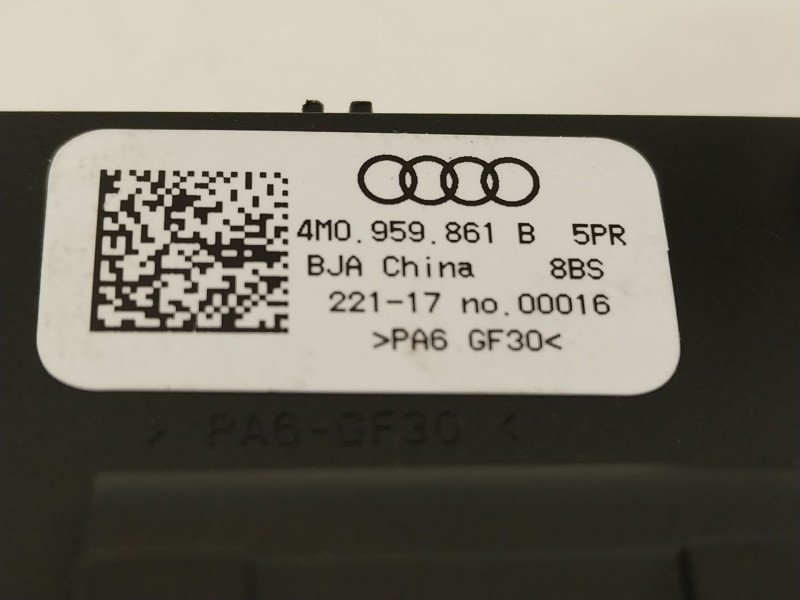 4M0.959.861 B 5PR
BJA China 8BS
221-17 no.00016
>PA6 GF30<
> PA6-GF30 <